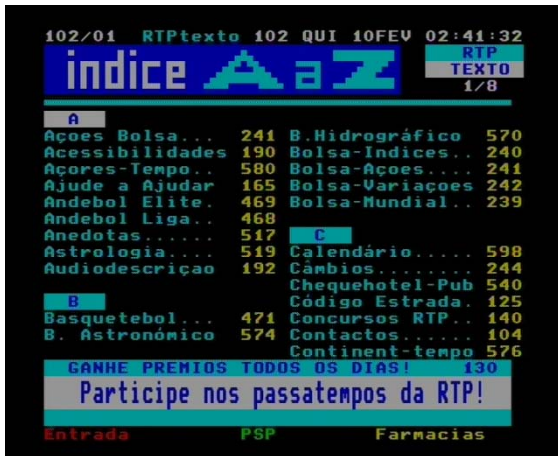 102/01 RTPtexto 102 QUI 10FEV 02:41:32
indice A a Z
RTP
TEXTO
1/8
A
Açoes Bolsa... 241
Acessibilidades 190
Açores-Tempo.. 580
Ajude a Ajudar 165
Andebol Elite. 469
Andebol Liga.. 468
Anedotas...... 517
Astrologia.... 519
Audiodescriçao 192
B
Basquetebol... 471
B. Astronómico 574
B.Hidrográfico 570
Bolsa-Indices.. 240
Bolsa-Açoes.... 241
Bolsa-Variaçoes 242
Bolsa-Mundial.. 239
C
Calendário..... 598
Câmbios........ 244
Chequehotel-Pub 540
Código Estrada. 125
Concursos RTP.. 140
Contactos...... 104
Continent-tempo 576
GANHE PREMIOS TODOS OS DIAS! 130
Participe nos passatempos da RTP!
Entrada PSP Farmacias